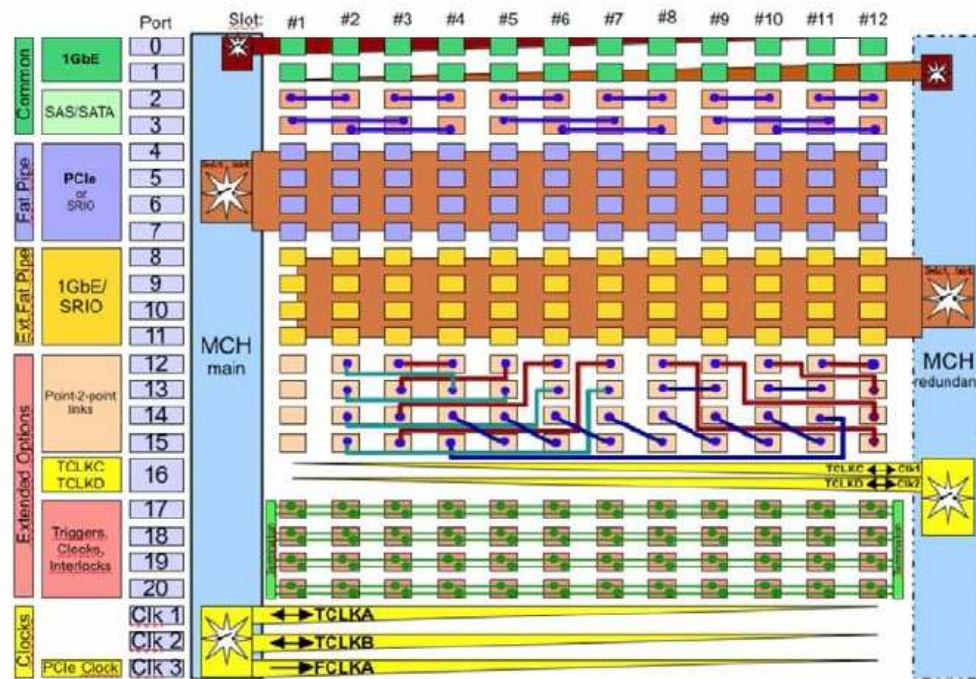 Port
Slot:
#1 #2 #3 #4 #5 #6 #7 #8 #9 #10 #11 #12
Common
1GbE
0
1
SAS/SATA
2
3
Fat Pipe
PCIe
or
SRIO
4
5
6
7
Ext.Fat Pipe
1GbE/
SRIO
8
9
10
11
MCH
main
MCH
redundan
Extended Options
Point-2-point
links
12
13
14
15
TCLKC
TCLKD
16
TCLKC Clk1
TCLKD Clk2
Triggers,
Clocks,
Interlocks
17
18
19
20
Clocks
Clk 1
TCLKA
Clk 2
TCLKB
PCIe Clock
Clk 3
FCLKA